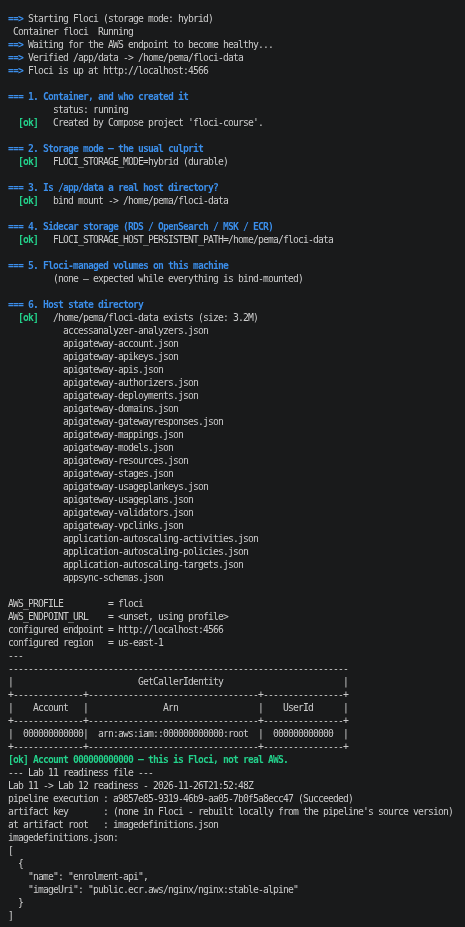 ==> Starting Floci (storage mode: hybrid)
 Container floci  Running
==> Waiting for the AWS endpoint to become healthy...
==> Verified /app/data -> /home/pema/floci-data
==> Floci is up at http://localhost:4566

=== 1. Container, and who created it
         status: running
  [ok]   Created by Compose project 'floci-course'.

=== 2. Storage mode — the usual culprit
  [ok]   FLOCI_STORAGE_MODE=hybrid (durable)

=== 3. Is /app/data a real host directory?
  [ok]   bind mount -> /home/pema/floci-data

=== 4. Sidecar storage (RDS / OpenSearch / MSK / ECR)
  [ok]   FLOCI_STORAGE_HOST_PERSISTENT_PATH=/home/pema/floci-data

=== 5. Floci-managed volumes on this machine
         (none — expected while everything is bind-mounted)

=== 6. Host state directory
  [ok]   /home/pema/floci-data exists (size: 3.2M)
           accessanalyzer-analyzers.json
           apigateway-account.json
           apigateway-apikeys.json
           apigateway-apis.json
           apigateway-authorizers.json
           apigateway-deployments.json
           apigateway-domains.json
           apigateway-gatewayresponses.json
           apigateway-mappings.json
           apigateway-models.json
           apigateway-resources.json
           apigateway-stages.json
           apigateway-usageplankeys.json
           apigateway-usageplans.json
           apigateway-validators.json
           apigateway-vpclinks.json
           application-autoscaling-activities.json
           application-autoscaling-policies.json
           application-autoscaling-targets.json
           appsync-schemas.json

AWS_PROFILE         = floci
AWS_ENDPOINT_URL    = <unset, using profile>
configured endpoint = http://localhost:4566
configured region   = us-east-1
---
--------------------------------------------------------------------
|                         GetCallerIdentity                        |
+--------------+----------------------------------+----------------+
|    Account   |               Arn                |    UserId      |
+--------------+----------------------------------+----------------+
|  000000000000|  arn:aws:iam::000000000000:root  |  000000000000  |
+--------------+----------------------------------+----------------+
[ok] Account 000000000000 — this is Floci, not real AWS.
--- Lab 11 readiness file ---
Lab 11 -> Lab 12 readiness - 2026-11-26T21:52:48Z
pipeline execution : a9857e85-9319-46b9-aa05-7b0f5a8ecc47 (Succeeded)
artifact key       : (none in Floci - rebuilt locally from the pipeline's source version)
at artifact root   : imagedefinitions.json
imagedefinitions.json:
[
  {
    "name": "enrolment-api",
    "imageUri": "public.ecr.aws/nginx/nginx:stable-alpine"
  }
]